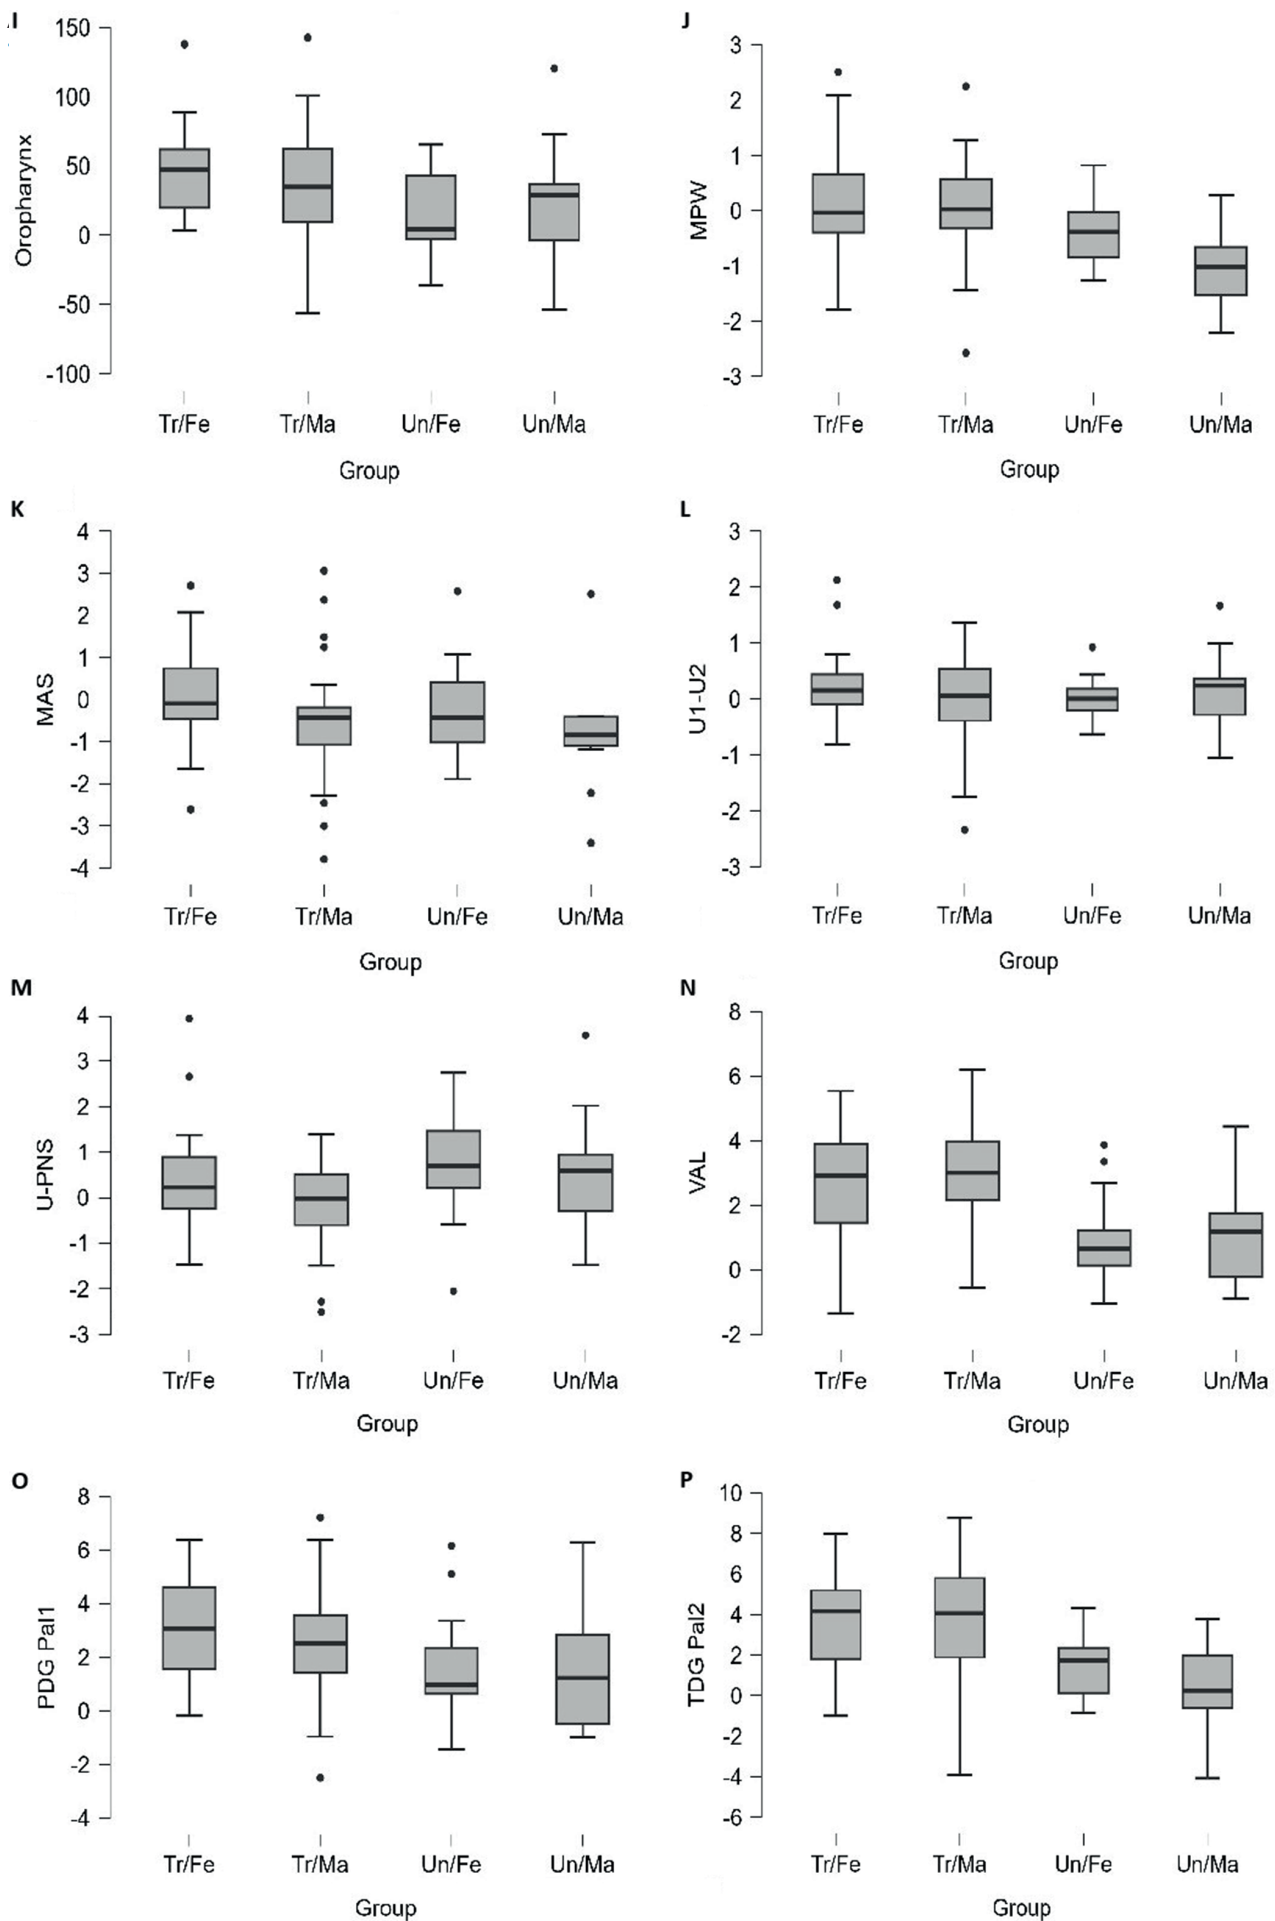 I
150
100
50
0
-50
-100
Oropharynx
Tr/Fe Tr/Ma Un/Fe Un/Ma
Group
J
3
2
1
0
-1
-2
-3
MPW
Tr/Fe Tr/Ma Un/Fe Un/Ma
Group
K
4
3
2
1
0
-1
-2
-3
-4
MAS
Tr/Fe Tr/Ma Un/Fe Un/Ma
Group
L
3
2
1
0
-1
-2
-3
U1-U2
Tr/Fe Tr/Ma Un/Fe Un/Ma
Group
M
4
3
2
1
0
-1
-2
-3
U-PNS
Tr/Fe Tr/Ma Un/Fe Un/Ma
Group
N
8
6
4
2
0
-2
VAL
Tr/Fe Tr/Ma Un/Fe Un/Ma
Group
O
8
6
4
2
0
-2
-4
PDG Pal1
Tr/Fe Tr/Ma Un/Fe Un/Ma
Group
P
10
8
6
4
2
0
-2
-4
-6
TDG Pal2
Tr/Fe Tr/Ma Un/Fe Un/Ma
Group